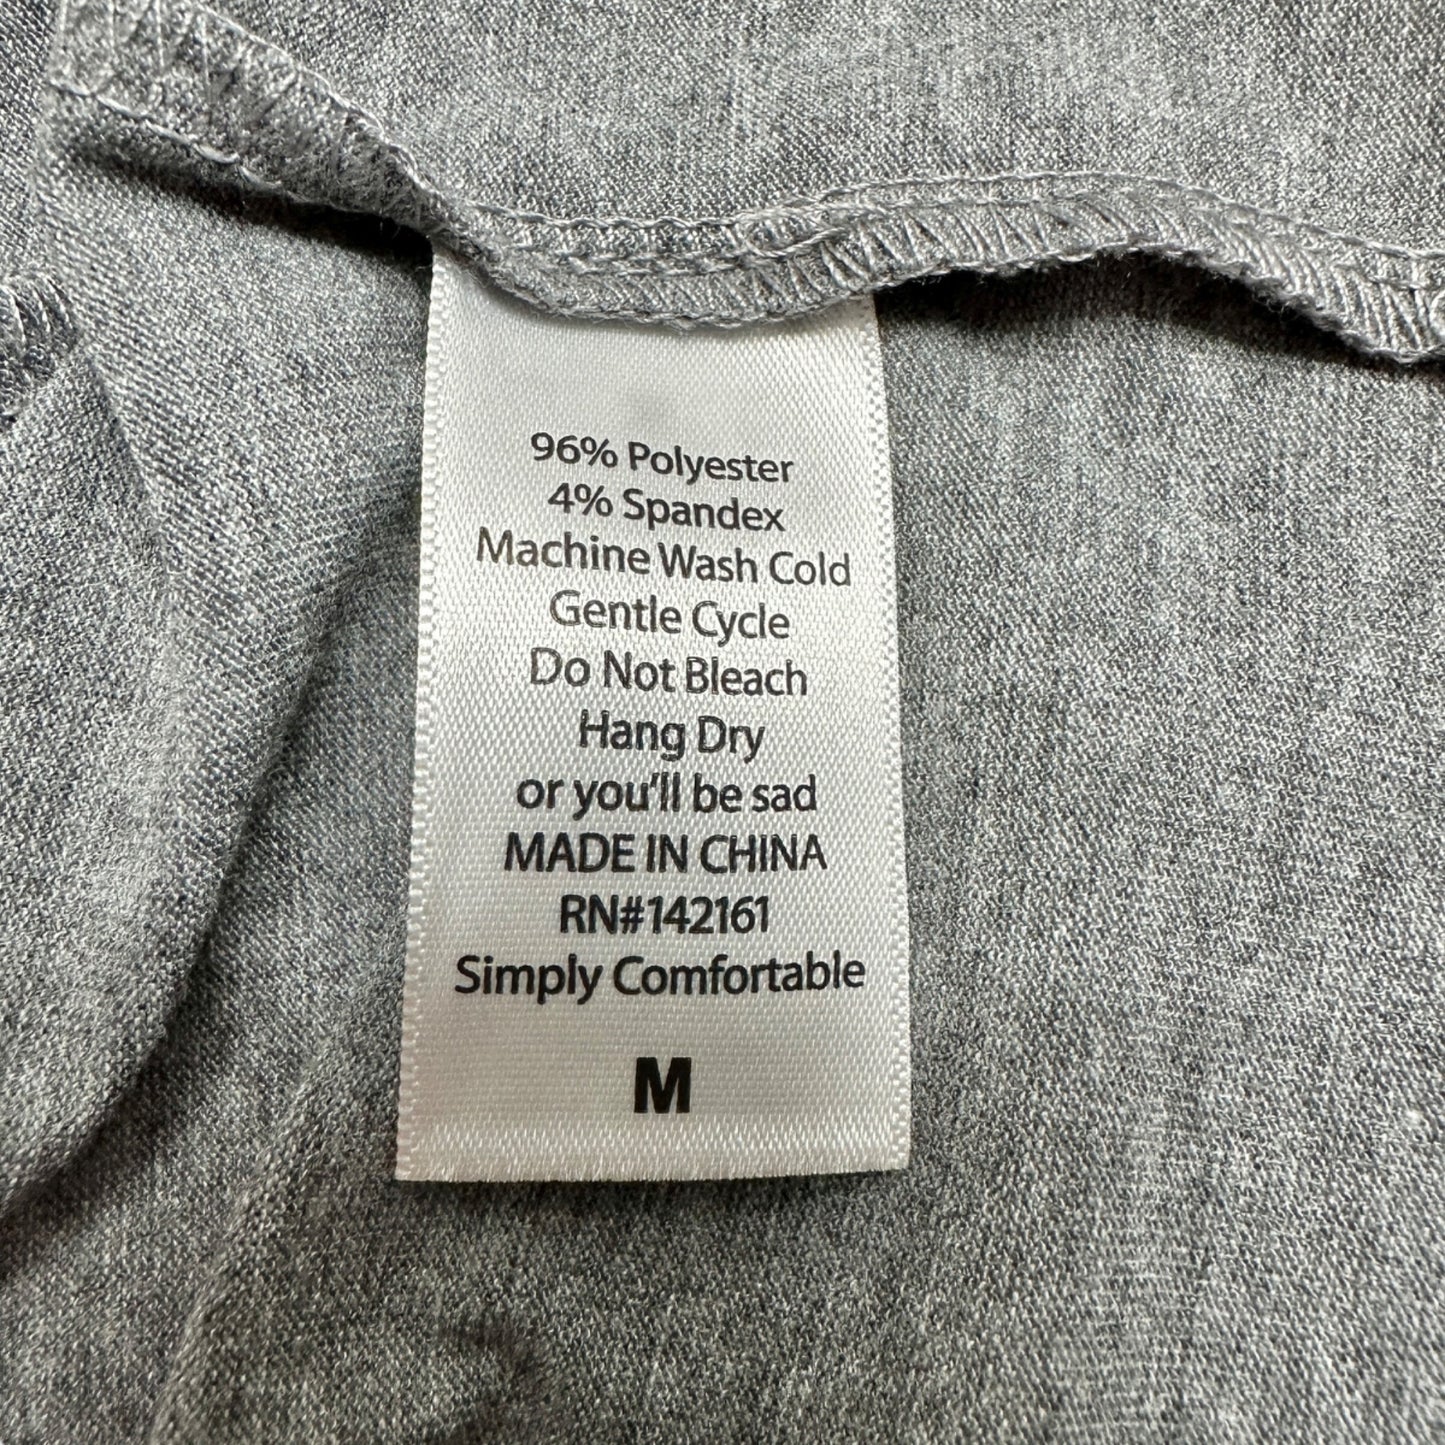 96% Polyester
4% Spandex
Machine Wash Cold
Gentle Cycle
Do Not Bleach
Hang Dry
or you'll be sad
MADE IN CHINA
RN#142161
Simply Comfortable
M